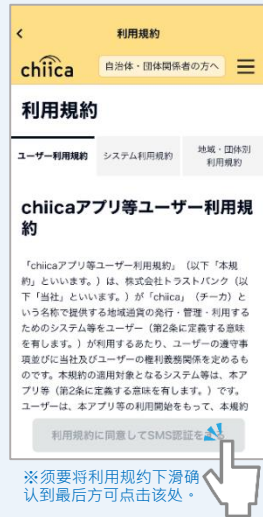 利用規約
chiica
自治体・団体関係者の方へ
利用規約
ユーザー利用規約
システム利用規約
地域・団体別
利用規約
chiicaアプリ等ユーザー利用規
約
「chiicaアプリ等ユーザー利用規約」（以下「本規
約」といいます。）は、株式会社トラストバンク（以
下「当社」といいます。）が「chiica」（チーカ）と
いう名称で提供する地域通貨の発行・管理・利用する
ためのシステム等をユーザー（第2条に定義する意味
を有します。）が利用するあたり、ユーザーの遵守事
項並びに当社及びユーザーの権利義務関係を定めるも
のです。本規約の適用対象となるシステム等は、本ア
プリ等（第2条に定義する意味を有します。）です。
ユーザーは、本アプリ等の利用開始をもって、本規約
利用規約に同意してSMS認証を
※须要将利用规约下滑确
认到最后方可点击该处。